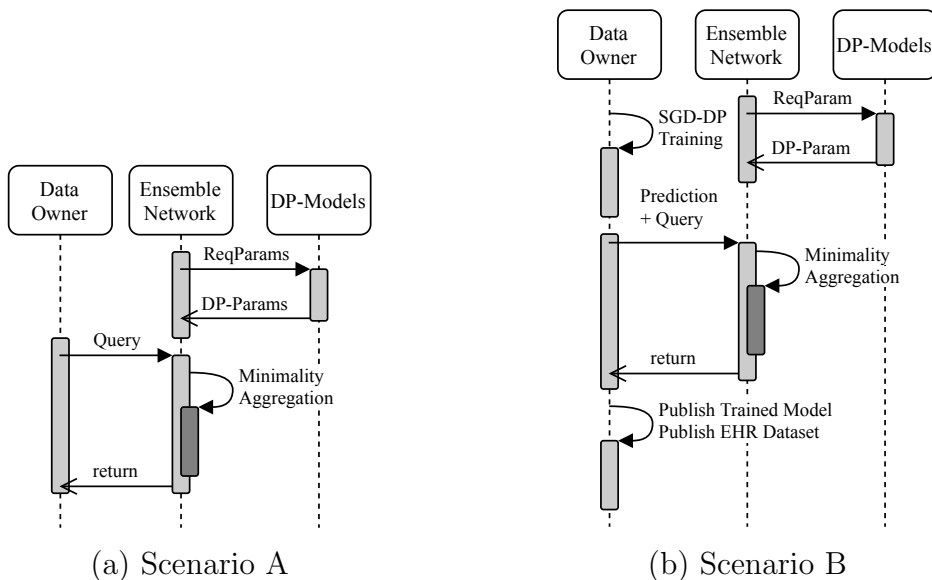 Data
Owner
Ensemble
Network
DP-Models
ReqParams
DP-Params
Query
Minimality
Aggregation
return
(a) Scenario A
Data
Owner
Ensemble
Network
DP-Models
SGD-DP
Training
ReqParam
DP-Param
Prediction
+ Query
Minimality
Aggregation
return
Publish Trained Model
Publish EHR Dataset
(b) Scenario B